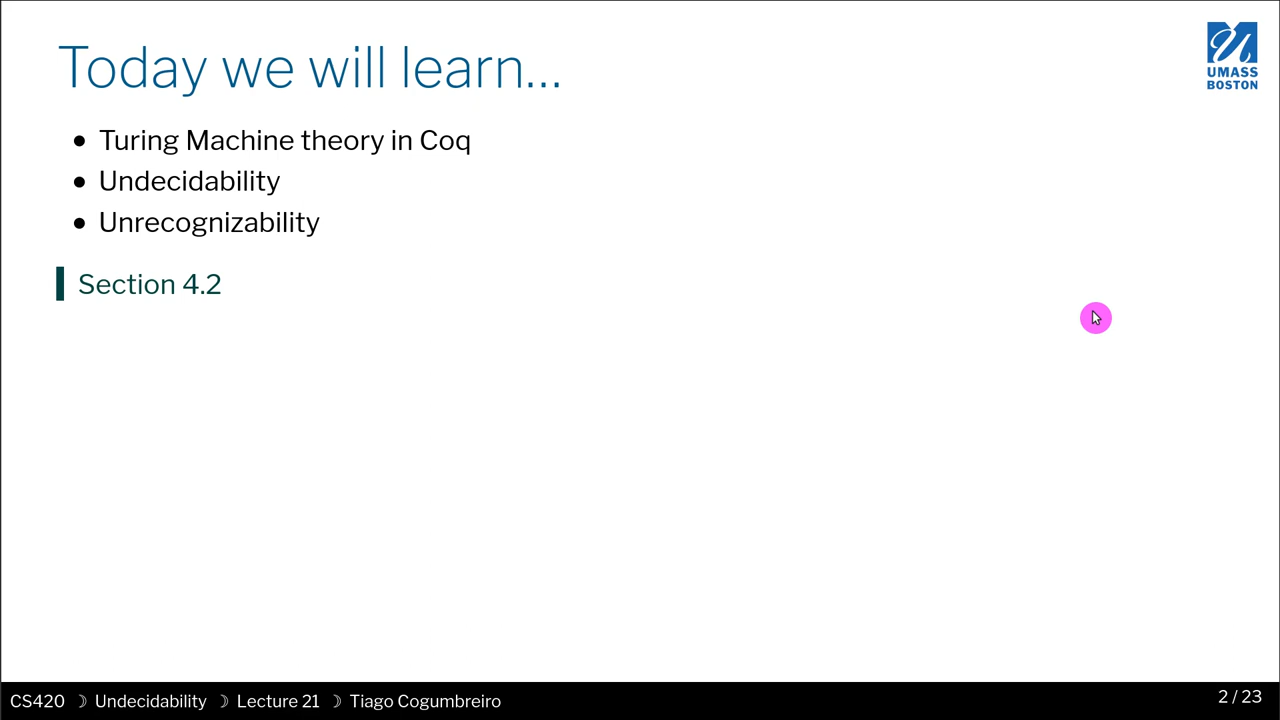 Today we will learn...
UMASS
BOSTON
• Turing Machine theory in Coq
• Undecidability
• Unrecognizability
Section 4.2
CS420 ☽ Undecidability ☽ Lecture 21 ☽ Tiago Cogumbreiro
2 / 23